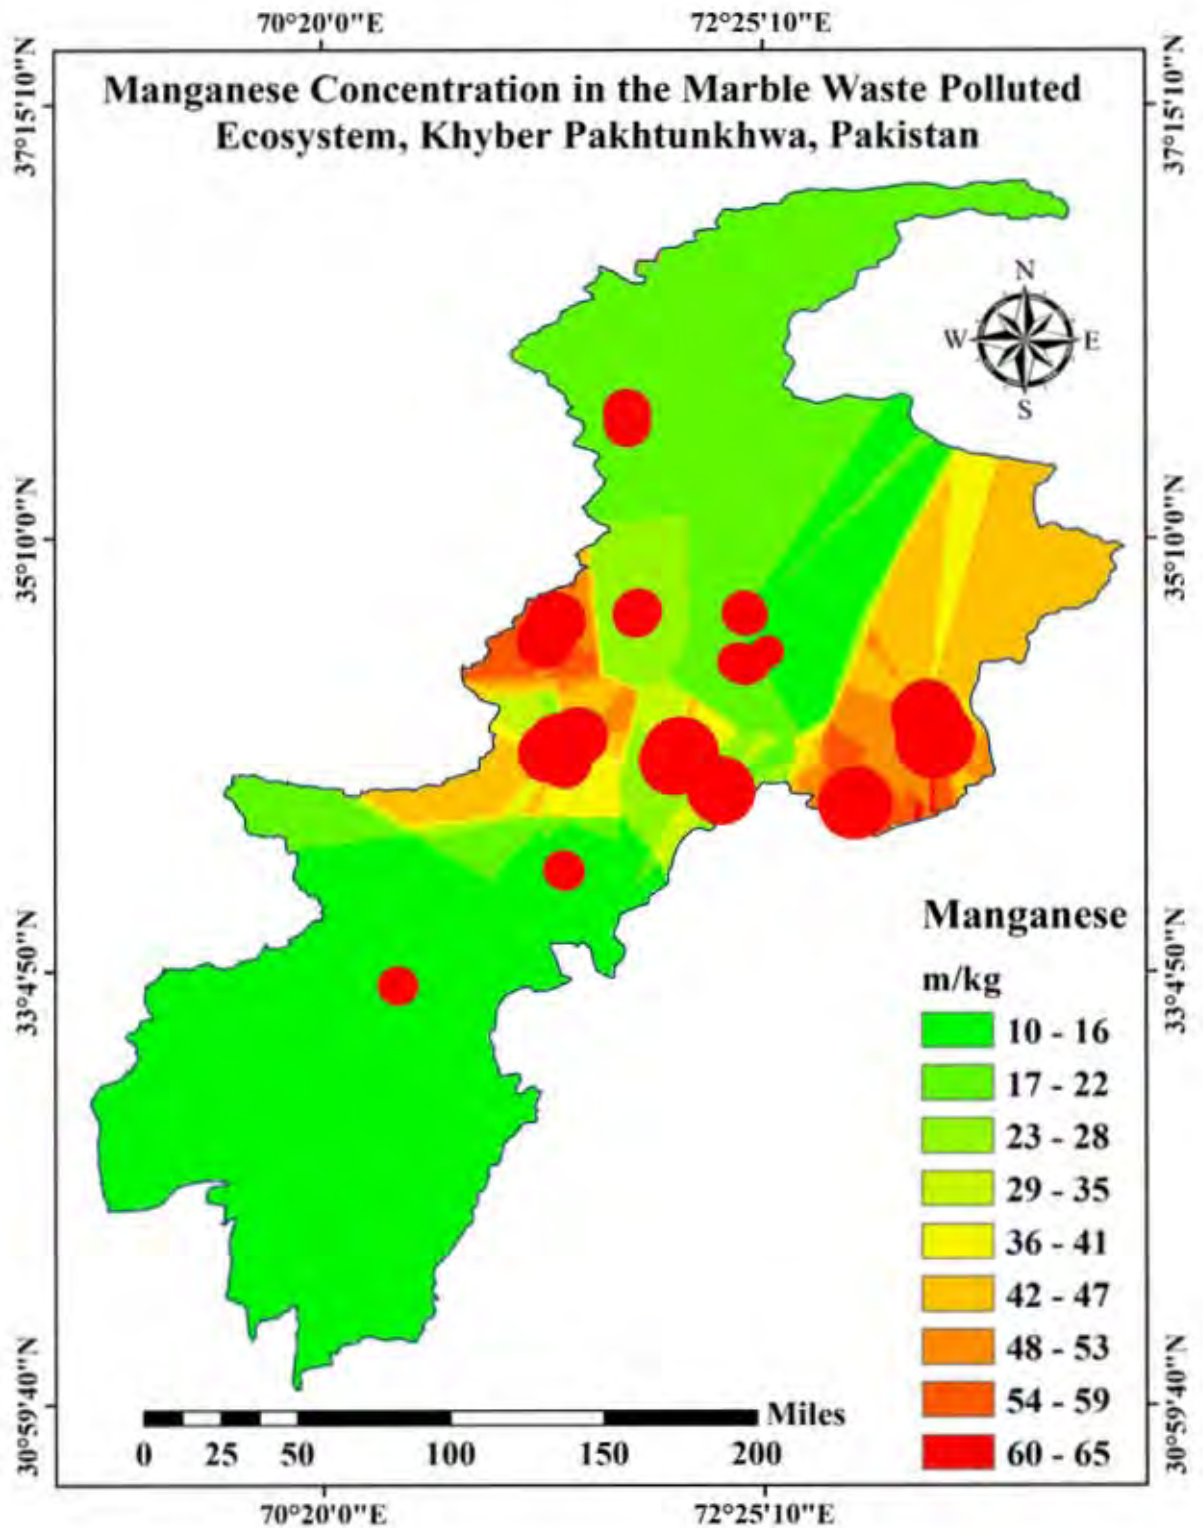 70°20'0"E 72°25'10"E
Manganese Concentration in the Marble Waste Polluted
Ecosystem, Khyber Pakhtunkhwa, Pakistan
37°15'10"N 37°15'10"N
N
W E
S
35°10'0"N 35°10'0"N
33°4'50"N 33°4'50"N
Manganese
m/kg
10 - 16
17 - 22
23 - 28
29 - 35
36 - 41
42 - 47
48 - 53
54 - 59
60 - 65
30°59'40"N 30°59'40"N
Miles
0 25 50 100 150 200
70°20'0"E 72°25'10"E